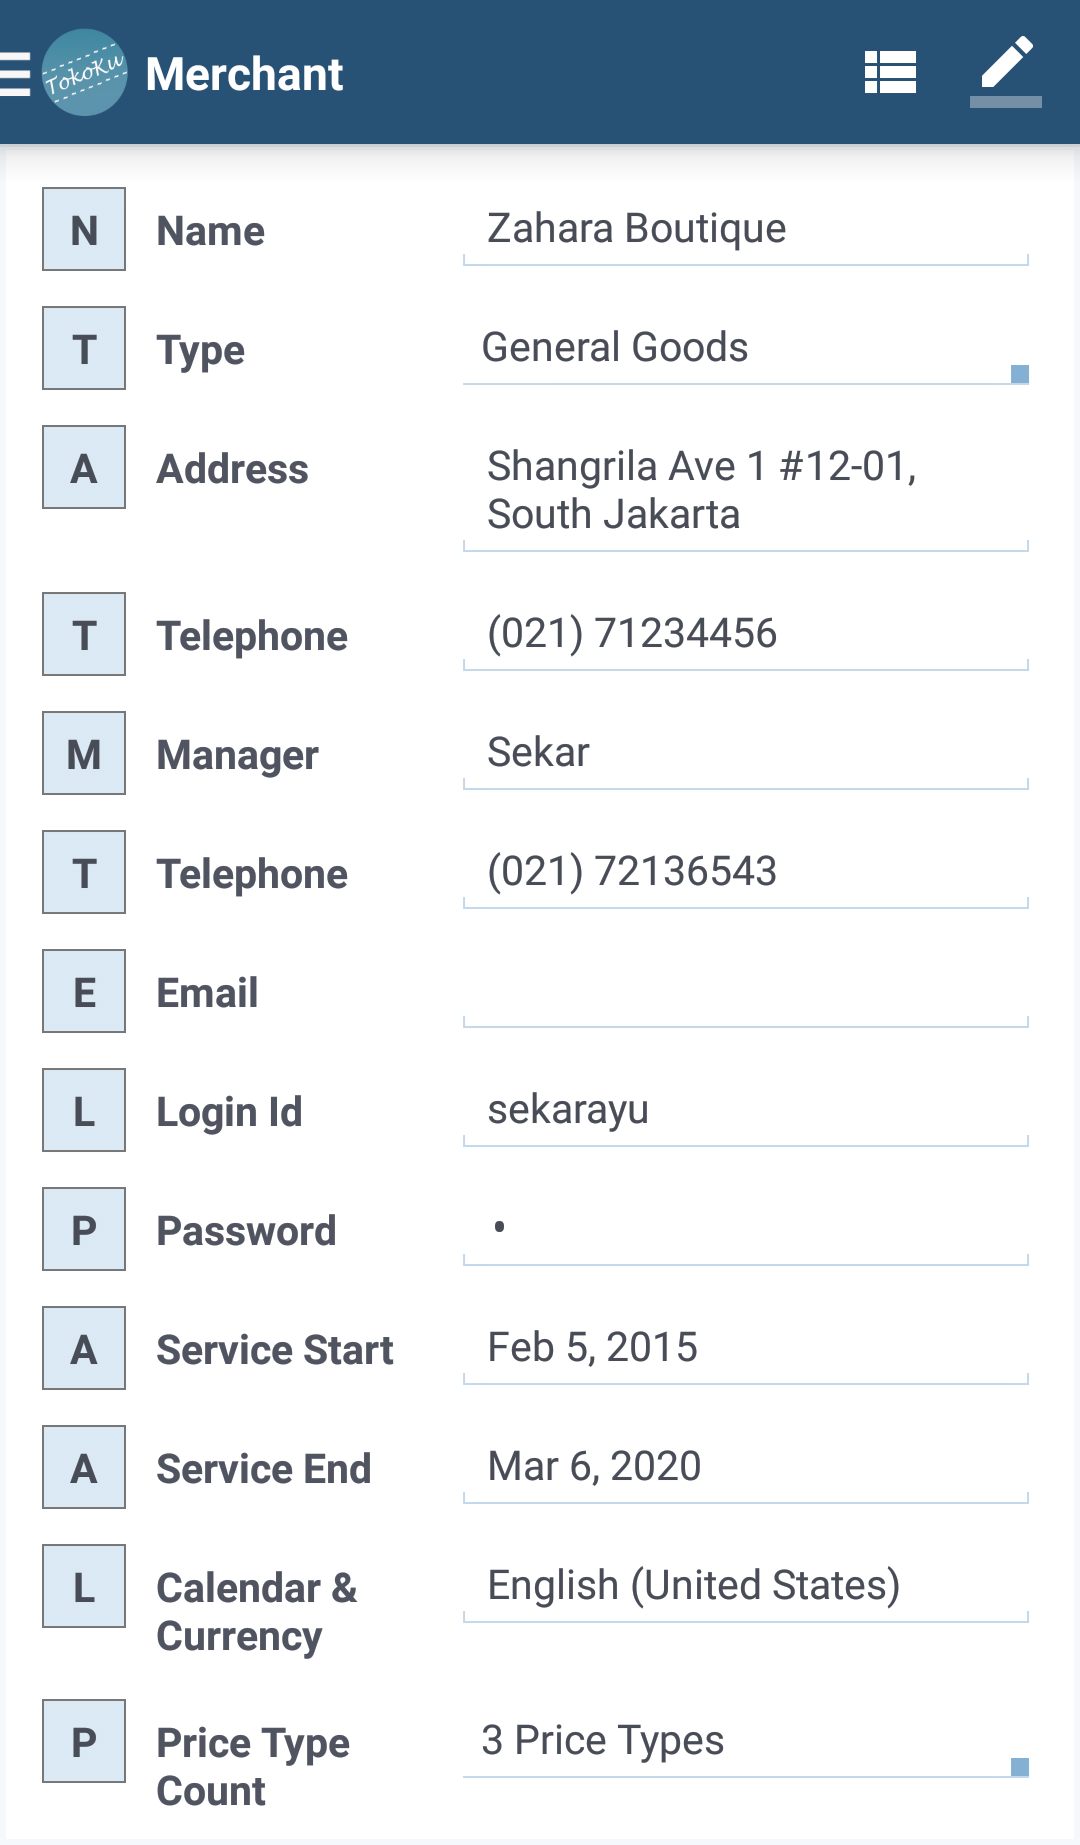 TokoKu Merchant
N Name Zahara Boutique
T Type General Goods
A Address Shangrila Ave 1 #12-01,
South Jakarta
T Telephone (021) 71234456
M Manager Sekar
T Telephone (021) 72136543
E Email
L Login Id sekarayu
P Password •
A Service Start Feb 5, 2015
A Service End Mar 6, 2020
L Calendar & English (United States)
Currency
P Price Type 3 Price Types
Count